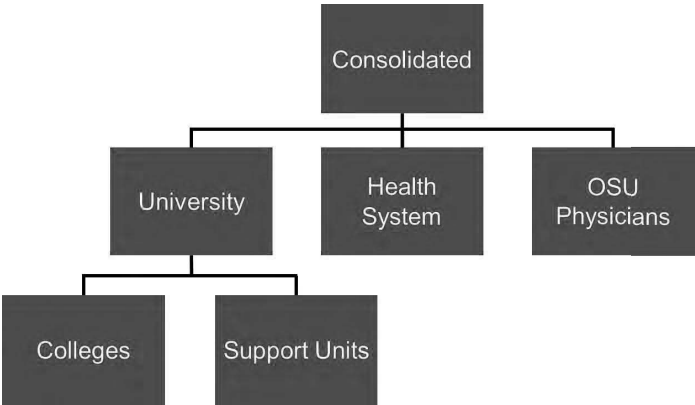 Consolidated
University
Health
System
OSU
Physicians
Colleges
Support Units